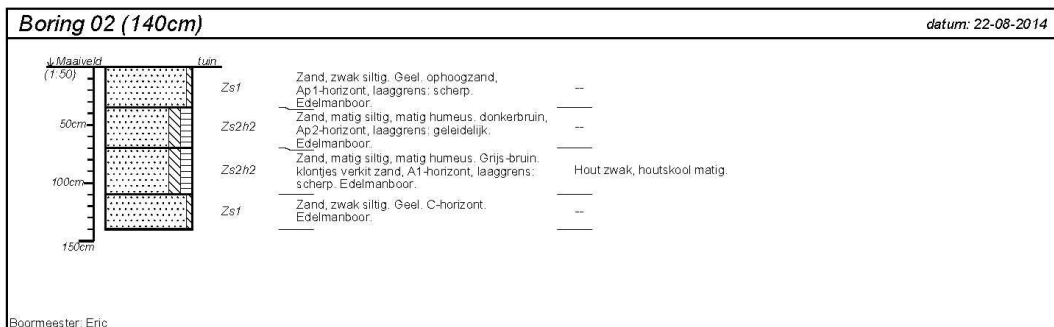 Boring 02 (140cm)
datum: 22-08-2014
↓ Maaiveld
tuin
(1:50)
Zs1
Zand, zwak siltig. Geel. ophoogzand,
Ap1-horizont, laaggrens: scherp.
Edelmanboor.
--
50cm
Zs2h2
Zand, matig siltig, matig humeus. donkerbruin,
Ap2-horizont, laaggrens: geleidelijk.
Edelmanboor.
--
100cm
Zs2h2
Zand, matig siltig, matig humeus. Grijs-bruin.
klontjes verkit zand, A1-horizont, laaggrens:
scherp. Edelmanboor.
Hout zwak, houtskool matig.
Zs1
Zand, zwak siltig. Geel. C-horizont.
Edelmanboor.
--
150cm
Boormeester: Eric